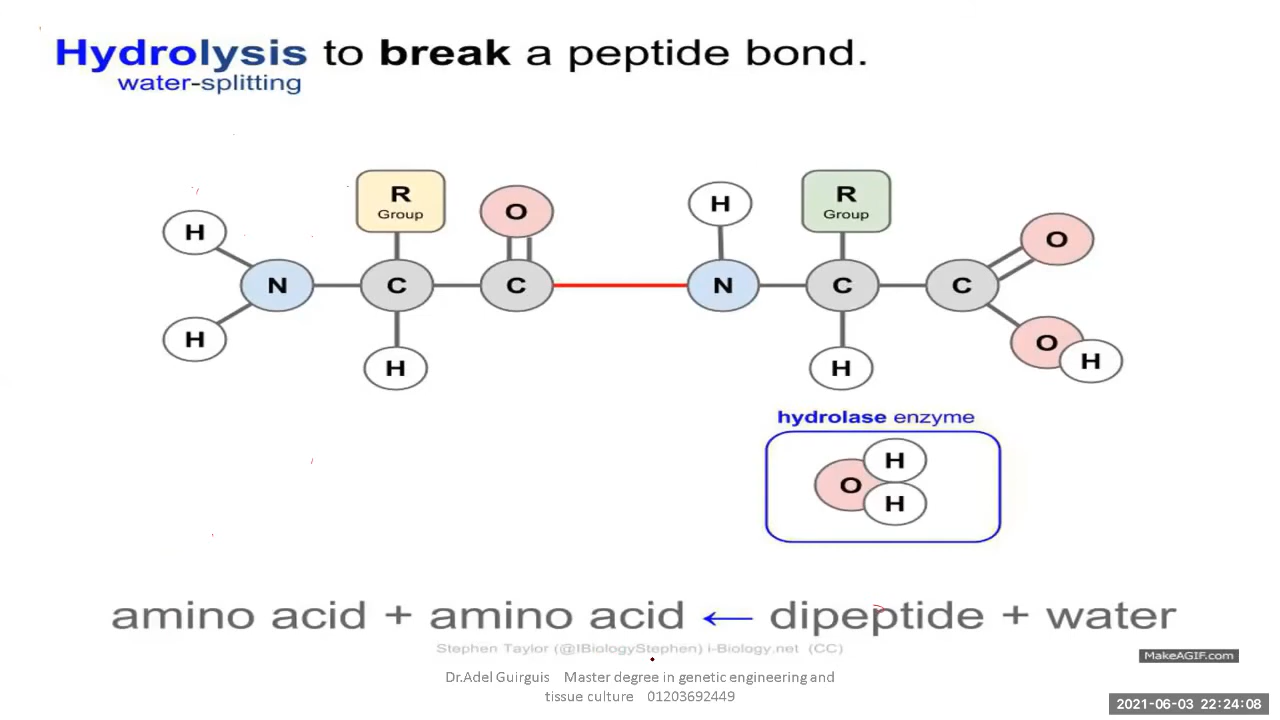 Hydrolysis to break a peptide bond.
water-splitting
R
Group
O
H
R
Group
H
O
N
C
C
N
C
C
H
O
H
H
H
hydrolase enzyme
H
O
H
amino acid + amino acid ← dipeptide + water
Stephen Taylor (@IBiologyStephen) i-Biology.net (CC)
MakeAGIF.com
Dr.Adel Guirguis Master degree in genetic engineering and
tissue culture 01203692449
2021-06-03 22:24:08